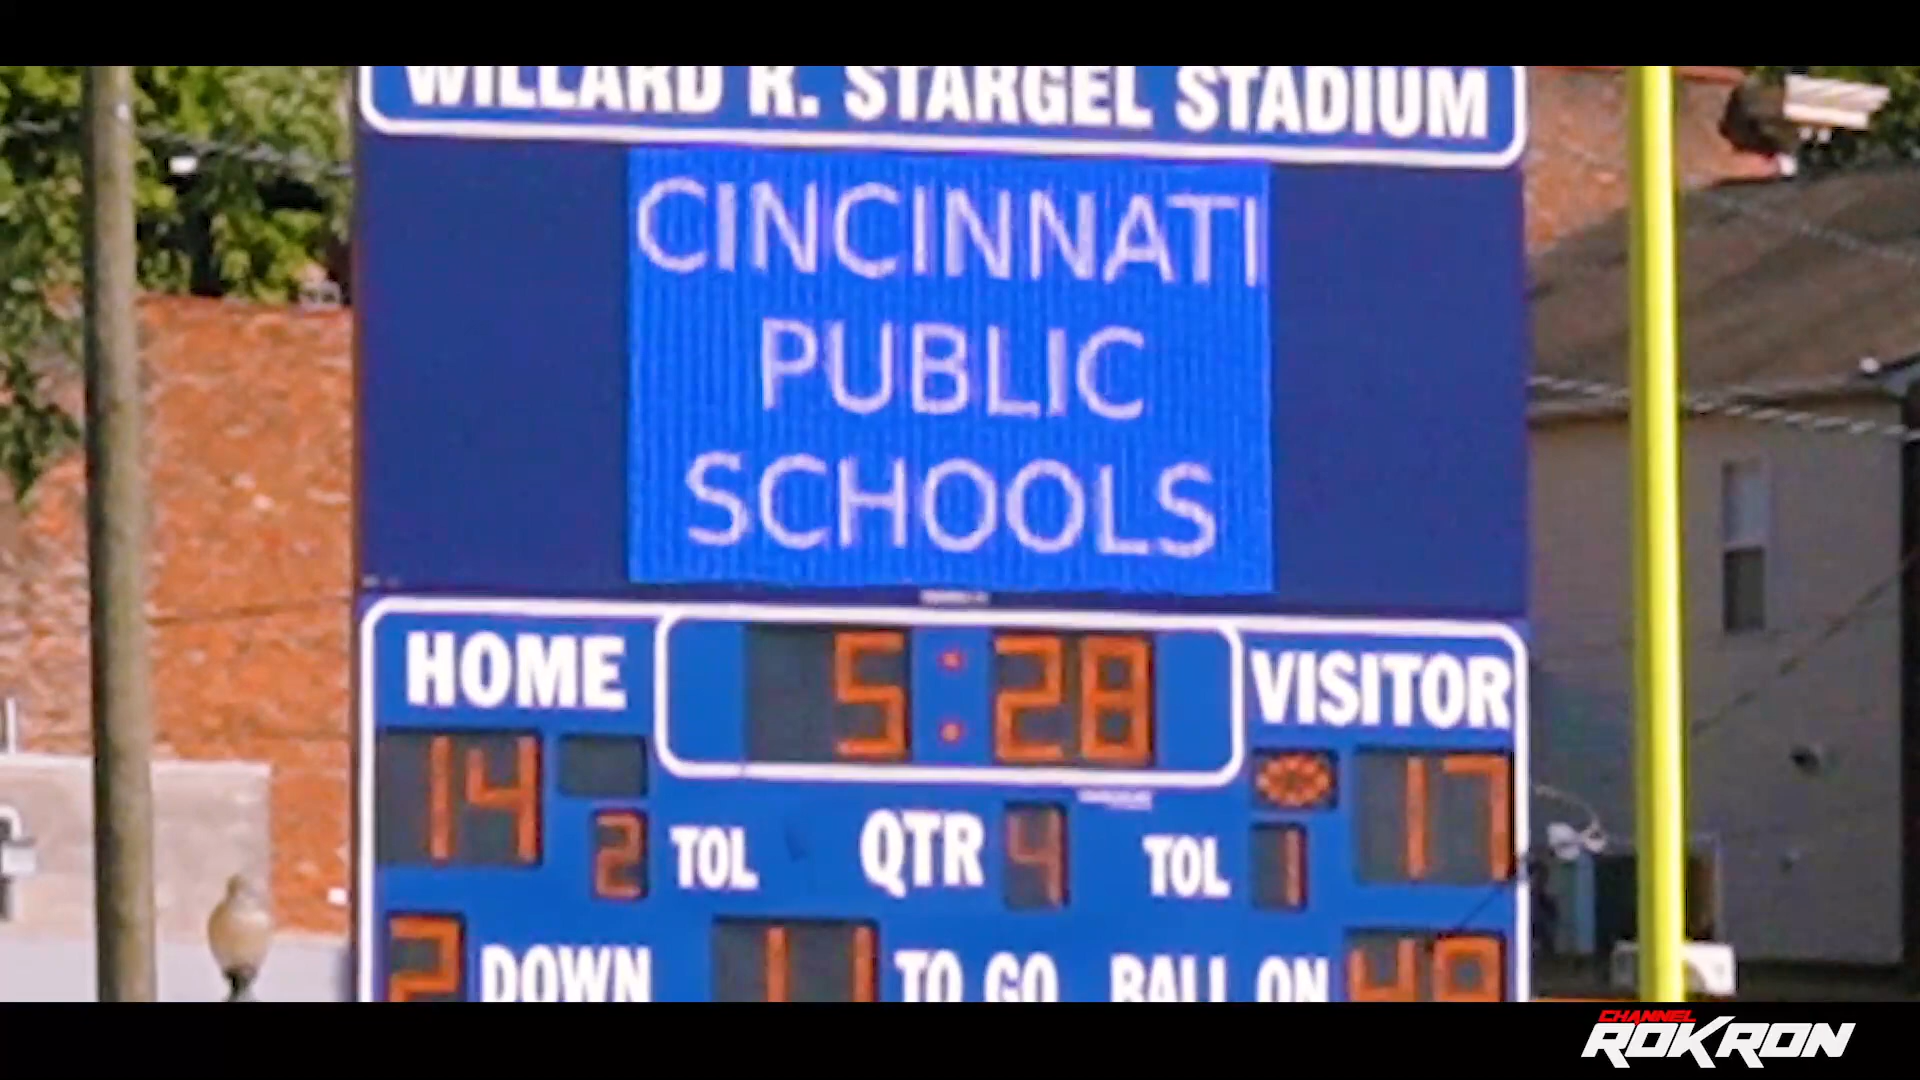 WILLARD R. STARGEL STADIUM
CINCINNATI
PUBLIC
SCHOOLS
HOME 5:28 VISITOR
14 17
2 TOL QTR 4 TOL 1
2 DOWN 11 TO GO BALL ON 49
CHANNEL
ROKRON